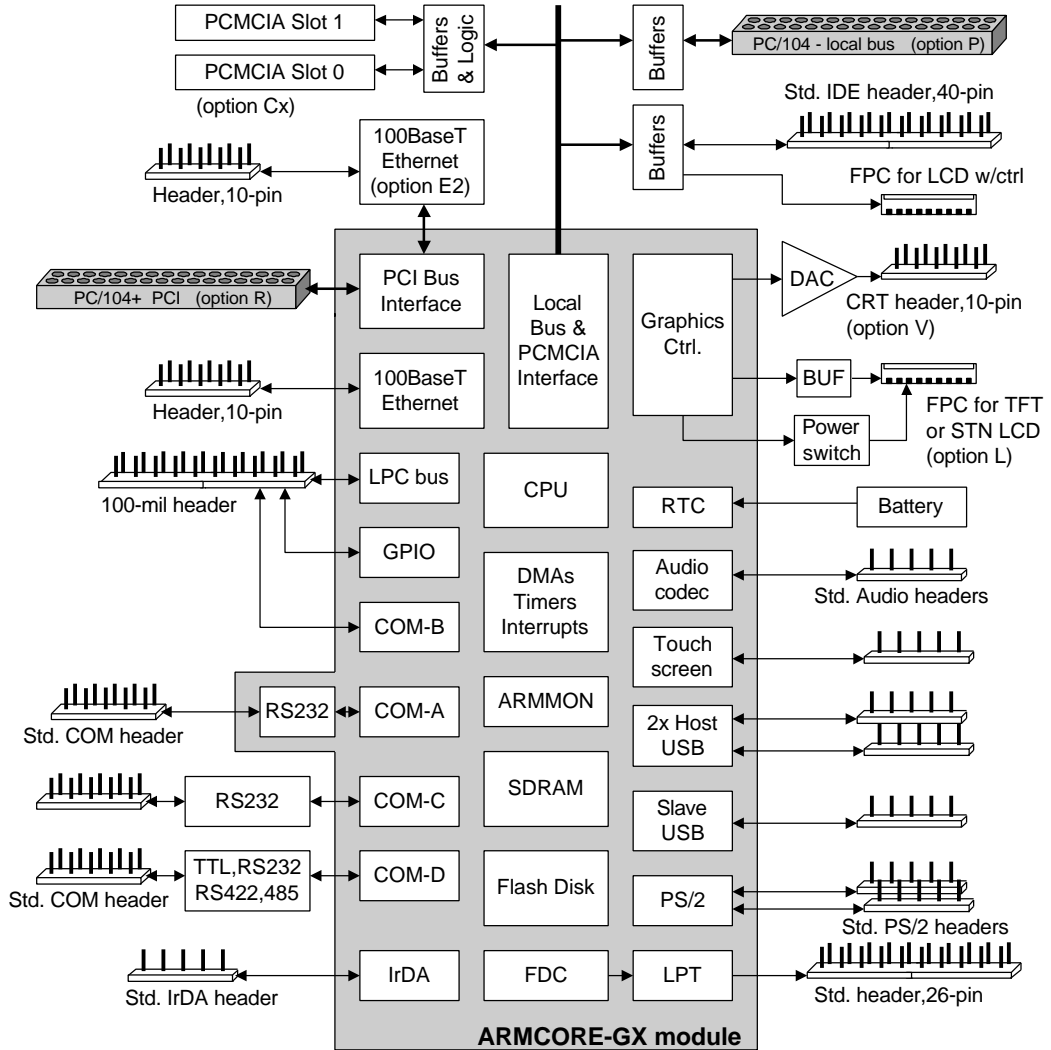 PCMCIA Slot 1
PCMCIA Slot 0
(option Cx)
Buffers
& Logic
Buffers
PC/104 - local bus (option P)
Std. IDE header,40-pin
Buffers
FPC for LCD w/ctrl
100BaseT
Ethernet
(option E2)
Header,10-pin
PC/104+ PCI (option R)
PCI Bus
Interface
Local
Bus &
PCMCIA
Interface
Graphics
Ctrl.
DAC
CRT header,10-pin
(option V)
100BaseT
Ethernet
Header,10-pin
BUF
FPC for TFT
or STN LCD
(option L)
Power
switch
100-mil header
LPC bus
CPU
RTC
Battery
GPIO
DMAs
Timers
Interrupts
Audio
codec
Std. Audio headers
COM-B
Touch
screen
Std. COM header
RS232
COM-A
ARMMON
2x Host
USB
RS232
COM-C
SDRAM
Slave
USB
Std. COM header
TTL,RS232
RS422,485
COM-D
Flash Disk
PS/2
Std. PS/2 headers
Std. IrDA header
IrDA
FDC
LPT
Std. header,26-pin
ARMCORE-GX module